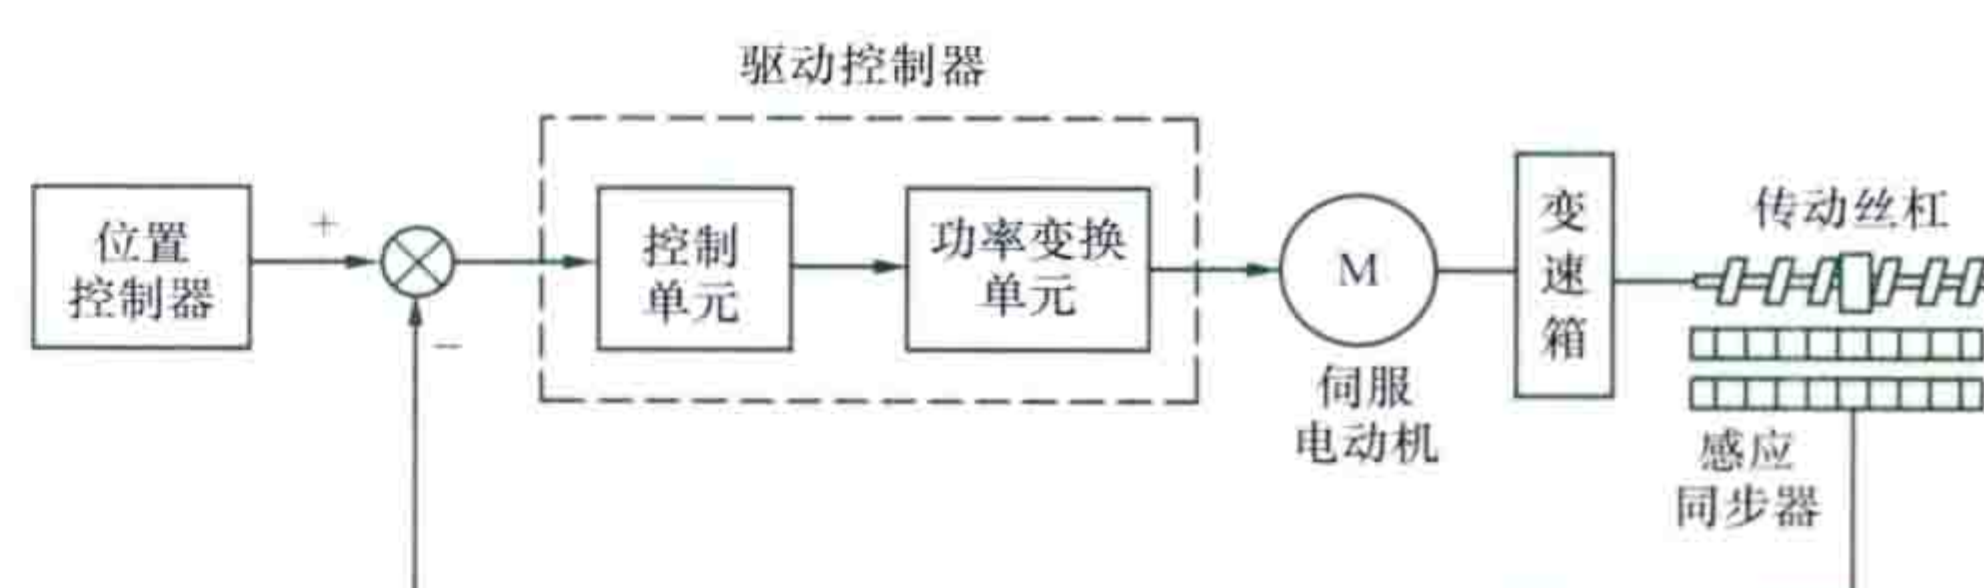 驱动控制器
位置
控制器
+
−
控制
单元
功率变换
单元
M
伺服
电动机
变
速
箱
传动丝杠
感应
同步器